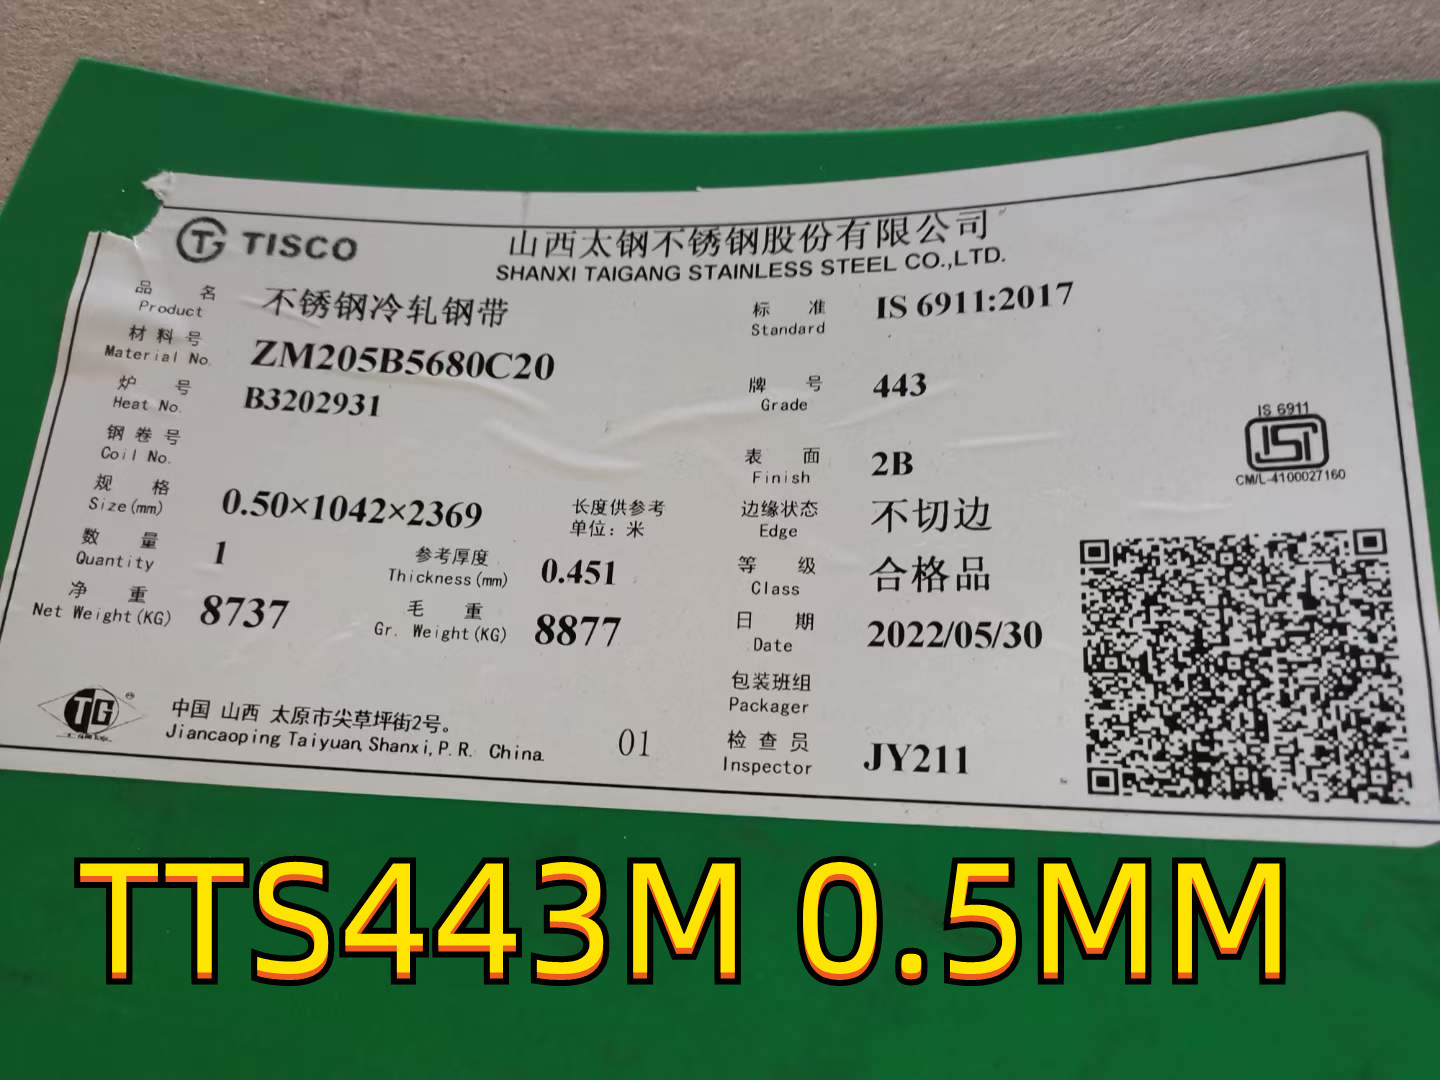 TISCO
山西太钢不锈钢股份有限公司
SHANXI TAIGANG STAINLESS STEEL CO.,LTD.
品 名 不锈钢冷轧钢带
Product
标 准 IS 6911:2017
Standard
材料号 ZM205B5680C20
Material No.
牌 号 443
Grade
炉 号 B3202931
Heat No.
钢卷号
Coil No.
表 面 2B
Finish
IS 6911
ISI
CM/L-4100027160
规 格 0.50×1042×2369 长度供参考
Size(mm) 单位：米
边缘状态 不切边
Edge
数 量 1
Quantity
参考厚度 0.451
Thickness(mm)
等 级 合格品
Class
净 重 8737
Net Weight(KG)
毛 重 8877
Gr. Weight(KG)
日 期 2022/05/30
Date
包装班组
Packager
TG ®
中国 山西 太原市尖草坪街2号。
Jiancaoping Taiyuan,Shanxi,P.R. China.
01
检查员 JY211
Inspector
TTS443M 0.5MM